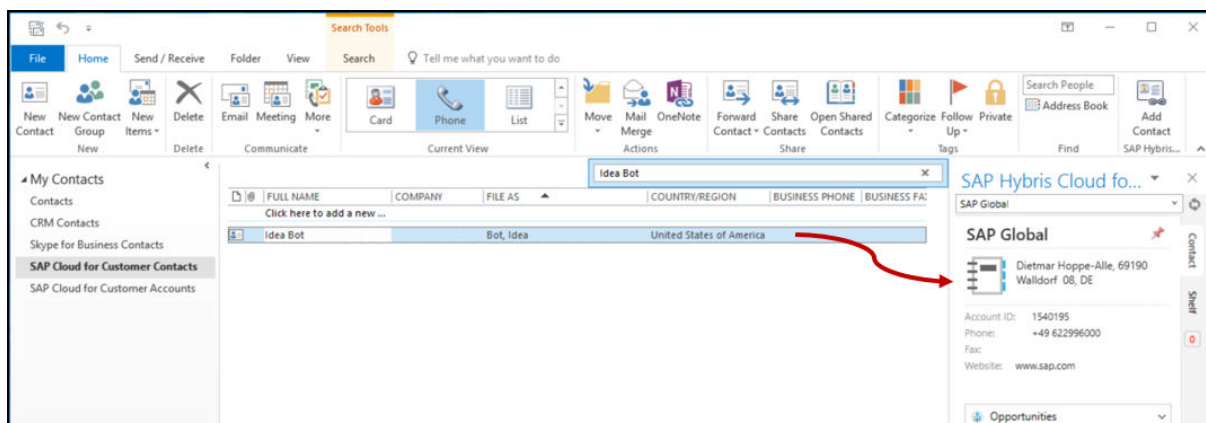 Search Tools
File Home Send / Receive Folder View Search Tell me what you want to do
New Contact
New Contact Group
New Items
Delete
Email
Meeting
More
Card
Phone
List
Move
Mail Merge
OneNote
Forward Contact
Share Contacts
Open Shared Contacts
Categorize
Follow Up
Private
Search People
Address Book
Add Contact
New Delete Communicate Current View Actions Share Tags Find SAP Hybris...
My Contacts
Contacts
CRM Contacts
Skype for Business Contacts
SAP Cloud for Customer Contacts
SAP Cloud for Customer Accounts
Idea Bot
FULL NAME COMPANY FILE AS COUNTRY/REGION BUSINESS PHONE BUSINESS FA
Click here to add a new ...
Idea Bot Bot, Idea United States of America
SAP Hybris Cloud fo...
SAP Global
SAP Global
Dietmar Hoppe-Alle, 69190
Walldorf 08, DE
Account ID: 1540195
Phone: +49 622996000
Fax:
Website: www.sap.com
Opportunities
Contact
Shelf
0